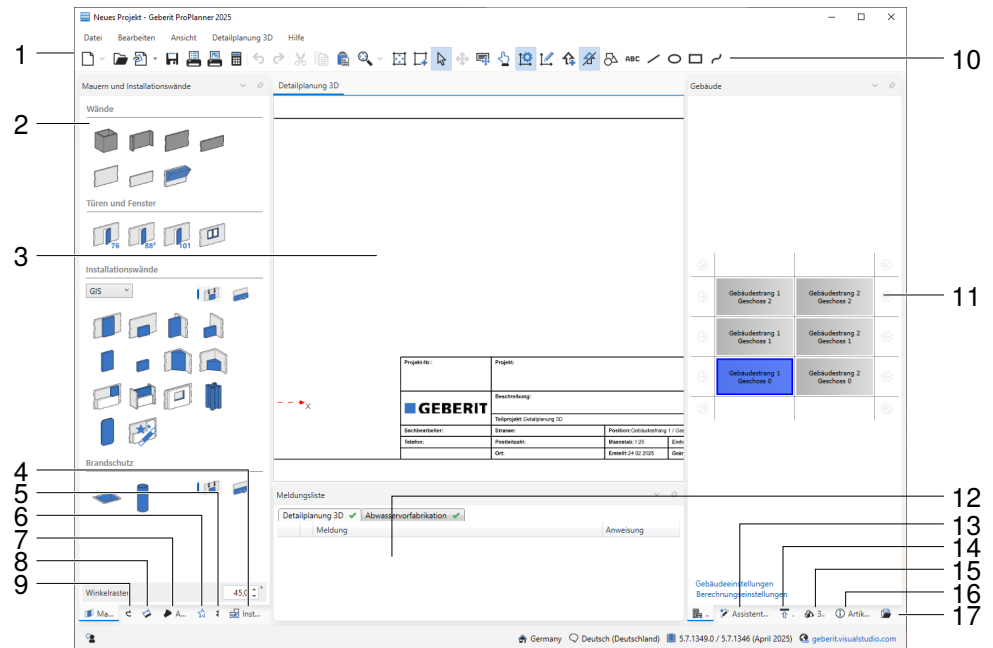 Neues Projekt - Geberit ProPlanner 2025
Datei Bearbeiten Ansicht Detailplanung 3D Hilfe
1
ABC
10
Mauern und Installationswände
Detailplanung 3D
Gebäude
Wände
2
Türen und Fenster
76
101
3
Installationswände
GIS
11
Gebäudestrang 1
Geschoss 2
Gebäudestrang 2
Geschoss 2
Gebäudestrang 1
Geschoss 1
Gebäudestrang 2
Geschoss 1
Gebäudestrang 1
Geschoss 0
Gebäudestrang 2
Geschoss 0
Projekt-Nr.:
Projekt:
Beschreibung:
x
GEBERIT
Teilprojekt: Detailplanung 3D
Sachbearbeiter:
Strasse:
Position: Gebäudestrang 1 / Ges
Telefon:
Postleitzahl:
Massstab: 1:25
Einh
Ort:
Erstellt: 24.02.2025
Geän
Brandschutz
4
5
6
7
8
9
Meldungsliste
Detailplanung 3D
Abwasservorfabrikation
Meldung
Anweisung
12
13
14
15
16
17
Winkelraster
45,0
°
Gebäudeeinstellungen
Berechnungseinstellungen
Ma...
A...
Inst...
..
Assistent...
.
3..
Artik...
Germany
Deutsch (Deutschland)
5.7.1349.0 / 5.7.1346 (April 2025)
geberit.visualstudio.com